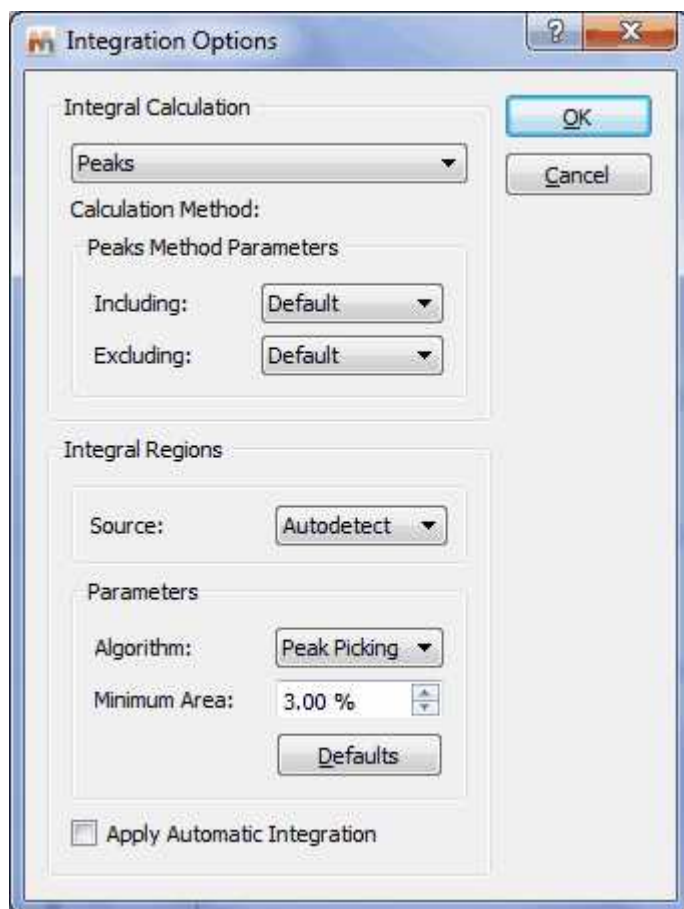 Integration Options
Integral Calculation
OK
Peaks
Cancel
Calculation Method:
Peaks Method Parameters
Including: Default
Excluding: Default
Integral Regions
Source: Autodetect
Parameters
Algorithm: Peak Picking
Minimum Area: 3.00 %
Defaults
Apply Automatic Integration